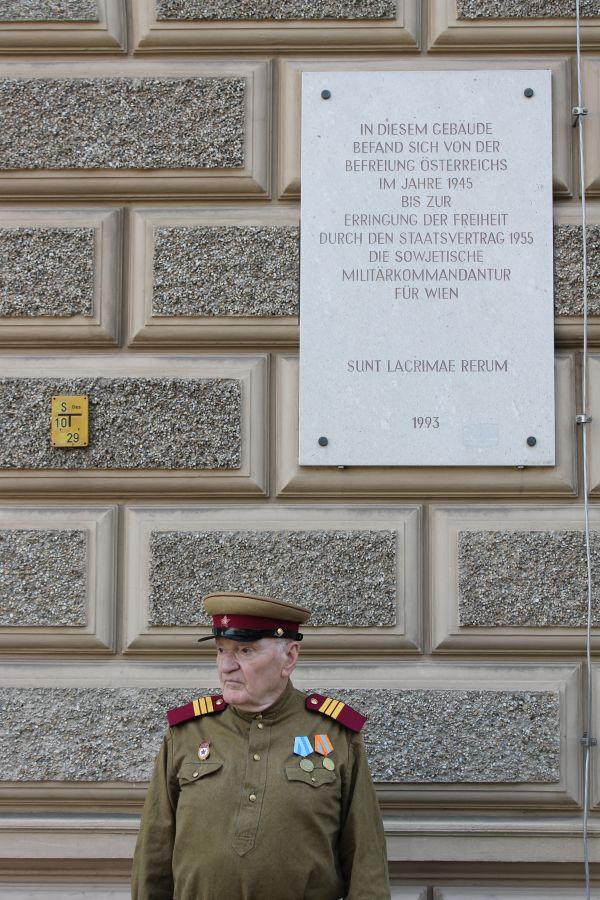 IN DIESEM GEBÄUDE
BEFAND SICH VON DER
BEFREIUNG ÖSTERREICHS
IM JAHRE 1945
BIS ZUR
ERRINGUNG DER FREIHEIT
DURCH DEN STAATSVERTRAG 1955
DIE SOWJETISCHE
MILITÄRKOMMANDANTUR
FÜR WIEN
SUNT LACRIMAE RERUM
1993
S Des
10
29